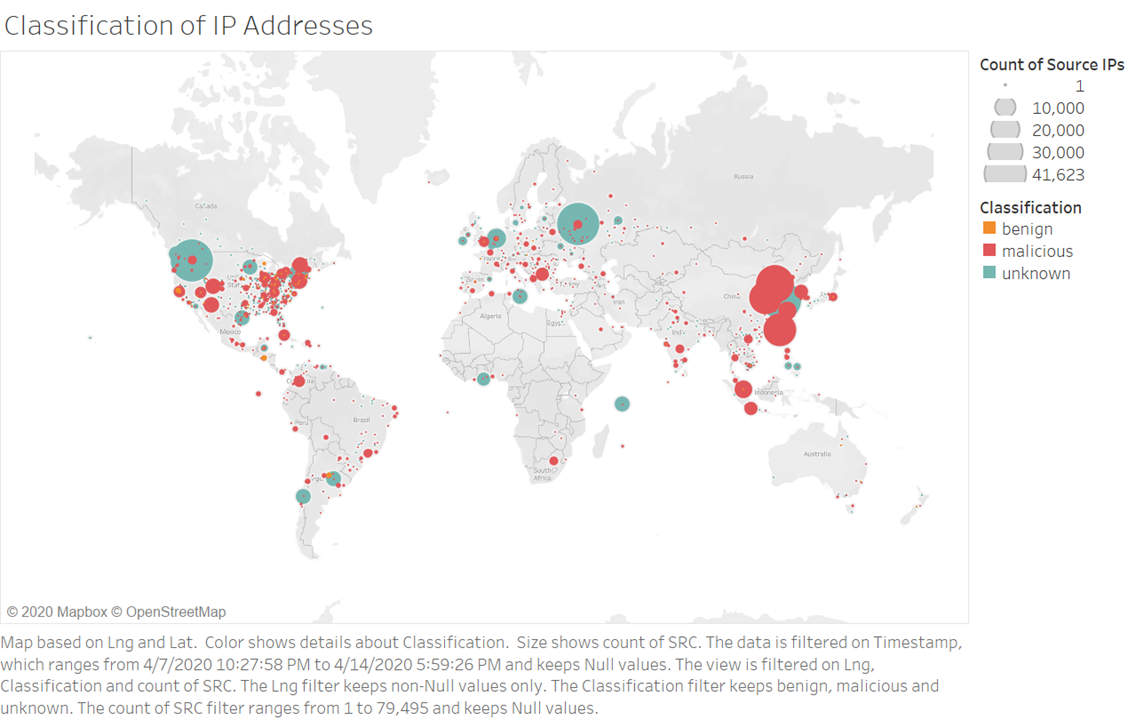 Classification of IP Addresses
Count of Source IPs
1
10,000
20,000
30,000
41,623
Classification
benign
malicious
unknown
Russia
Canada
China
Iran
Algeria
Egypt
Mexico
Indonesia
Brazil
Peru
Australia
South
Africa
© 2020 Mapbox © OpenStreetMap
Map based on Lng and Lat.  Color shows details about Classification.  Size shows count of SRC. The data is filtered on Timestamp,
which ranges from 4/7/2020 10:27:58 PM to 4/14/2020 5:59:26 PM and keeps Null values. The view is filtered on Lng,
Classification and count of SRC. The Lng filter keeps non-Null values only. The Classification filter keeps benign, malicious and
unknown. The count of SRC filter ranges from 1 to 79,495 and keeps Null values.